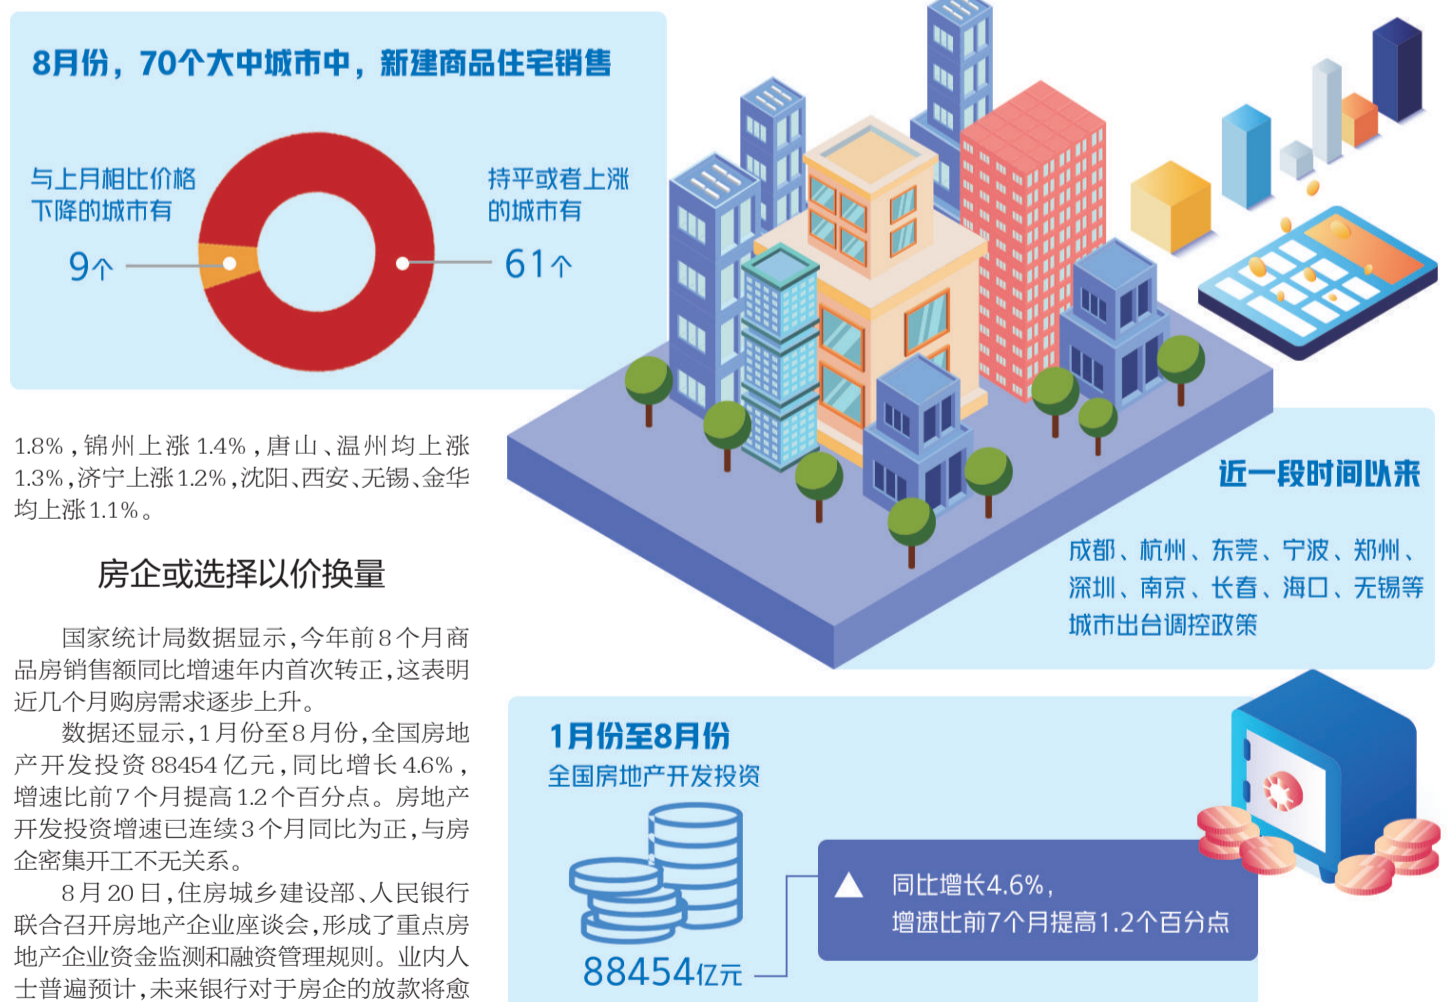 8月份，70个大中城市中，新建商品住宅销售
与上月相比价格
下降的城市有
9个
持平或者上涨
的城市有
61个
1.8%，锦州上涨1.4%，唐山、温州均上涨
1.3%，济宁上涨1.2%，沈阳、西安、无锡、金华
均上涨1.1%。
房企或选择以价换量
国家统计局数据显示，今年前8个月商
品房销售额同比增速年内首次转正，这表明
近几个月购房需求逐步上升。
数据还显示，1月份至8月份，全国房地
产开发投资88454亿元，同比增长4.6%，
增速比前7个月提高1.2个百分点。房地产
开发投资增速已连续3个月同比为正，与房
企密集开工不无关系。
8月20日，住房城乡建设部、人民银行
联合召开房地产企业座谈会，形成了重点房
地产企业资金监测和融资管理规则。业内人
士普遍预计，未来银行对于房企的放款将愈
近一段时间以来
成都、杭州、东莞、宁波、郑州、
深圳、南京、长春、海口、无锡等
城市出台调控政策
1月份至8月份
全国房地产开发投资
88454亿元
同比增长4.6%，
增速比前7个月提高1.2个百分点